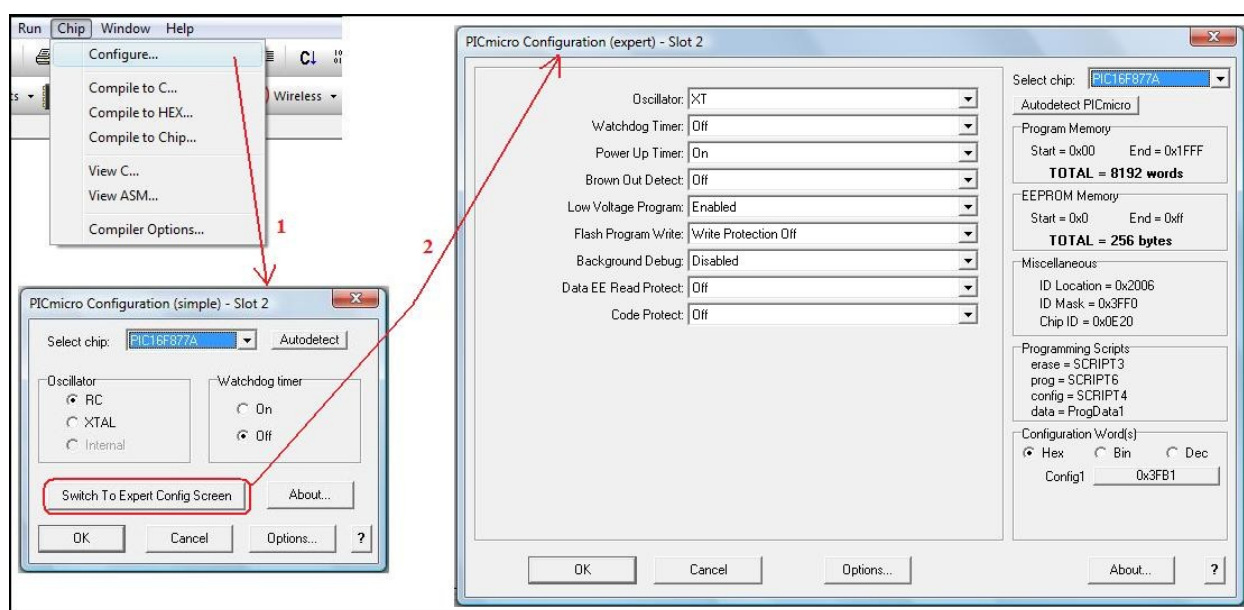 Run Chip Window Help
Configure...
Compile to C...
Compile to HEX...
Compile to Chip...
View C...
View ASM...
Compiler Options...
C
Wireless
1
2
PICmicro Configuration (simple) - Slot 2
Select chip: PIC16F877A Autodetect
Oscillator
RC
XTAL
Internal
Watchdog timer
On
Off
Switch To Expert Config Screen About...
OK Cancel Options... ?
PICmicro Configuration (expert) - Slot 2
Oscillator: XT
Watchdog Timer: Off
Power Up Timer: On
Brown Out Detect: Off
Low Voltage Program: Enabled
Flash Program Write: Write Protection Off
Background Debug: Disabled
Data EE Read Protect: Off
Code Protect: Off
Select chip: PIC16F877A
Autodetect PICmicro
Program Memory
Start = 0x00 End = 0x1FFF
TOTAL = 8192 words
EEPROM Memory
Start = 0x0 End = 0xff
TOTAL = 256 bytes
Miscellaneous
ID Location = 0x2006
ID Mask = 0x3FF0
Chip ID = 0x0E20
Programming Scripts
erase = SCRIPT3
prog = SCRIPT6
config = SCRIPT4
data = ProgData1
Configuration Word(s)
Hex Bin Dec
Config1 0x3FB1
OK Cancel Options... About... ?